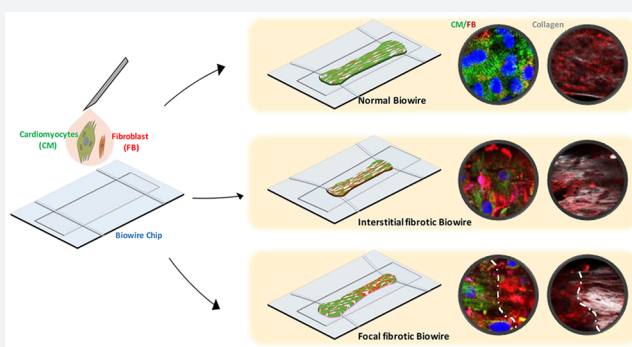 CM/FB
Collagen
Normal Biowire
Cardiomyocytes
(CM)
Fibroblast
(FB)
Biowire Chip
Interstitial fibrotic Biowire
Focal fibrotic Biowire